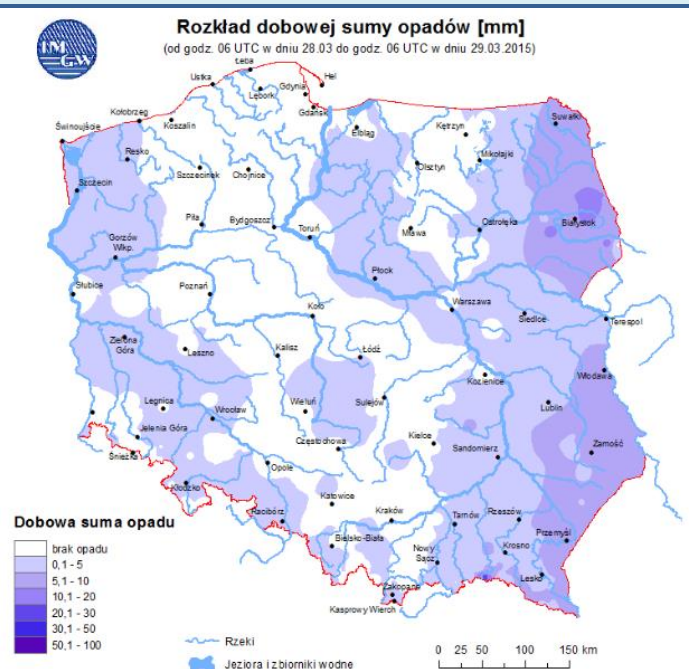 IM
GW
Rozkład dobowej sumy opadów [mm]
(od godz. 06 UTC w dniu 28.03 do godz. 06 UTC w dniu 29.03.2015)
Łeba
Ustka
Hel
Lębork
Gdynia
Gdańsk
Kołobrzeg
Koszalin
Świnoujście
Elbląg
Kętrzyn
Suwałki
Resko
Szczecinek
Chojnice
Olsztyn
Mikołajki
Szczecin
Piła
Bydgoszcz
Toruń
Mława
Ostrołęka
Białystok
Gorzów
Wlkp.
Płock
Słubice
Poznań
Koło
Warszawa
Siedlce
Terespol
Zielona
Góra
Leszno
Kalisz
Łódź
Kozienice
Włodawa
Legnica
Wrocław
Wieluń
Sulejów
Lublin
Jelenia Góra
Częstochowa
Kielce
Sandomierz
Zamość
Śnieżka
Opole
Kłodzko
Katowice
Racibórz
Kraków
Tarnów
Rzeszów
Bielsko-Biała
Przemyśl
Nowy
Sącz
Krosno
Lesko
Zakopane
Kasprowy Wierch
Dobowa suma opadu
brak opadu
0,1 - 5
5,1 - 10
10,1 - 20
20,1 - 30
30,1 - 50
50,1 - 100
Rzeki
Jeziora i zbiorniki wodne
0 25 50 100 150 km